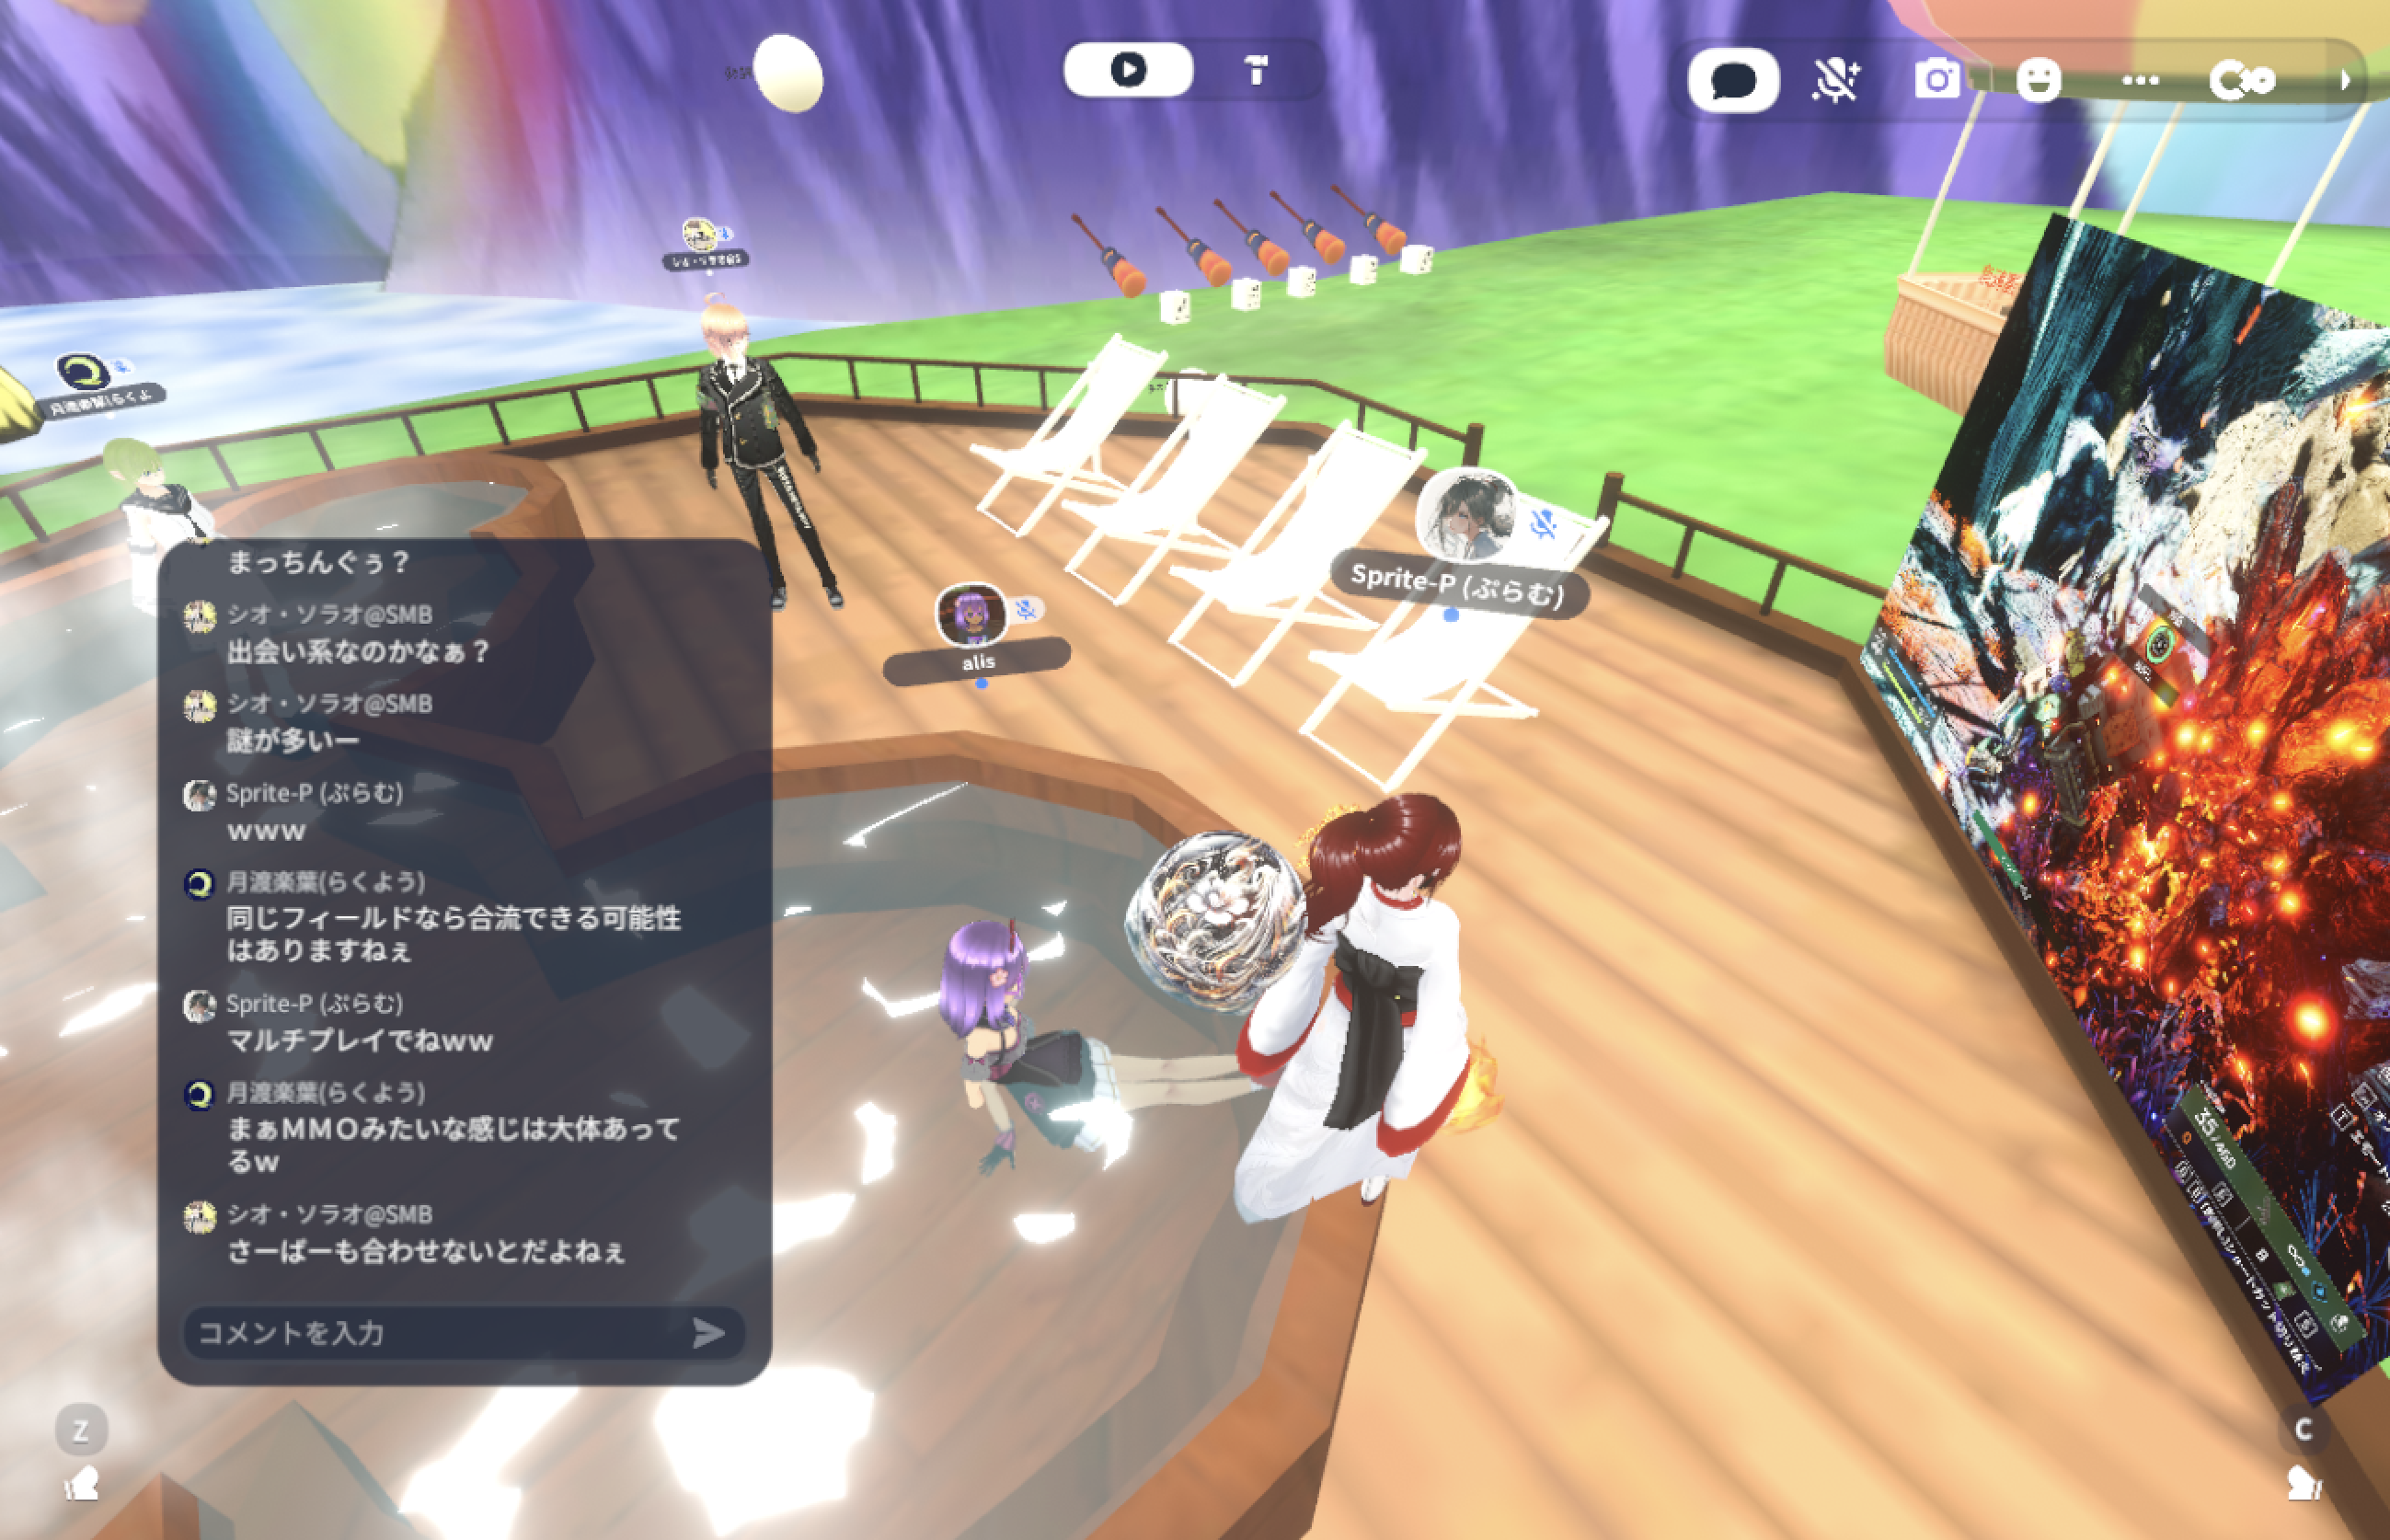 alis
Sprite-P (ぷらむ)
まっちんぐぅ？
シオ・ソラオ@SMB
出会い系なのかなぁ？
シオ・ソラオ@SMB
謎が多いー
Sprite-P (ぷらむ)
ｗｗｗ
月渡楽葉(らくよう)
同じフィールドなら合流できる可能性
はありますねぇ
Sprite-P (ぷらむ)
マルチプレイでねｗｗ
月渡楽葉(らくよう)
まぁＭＭＯみたいな感じは大体あって
るｗ
シオ・ソラオ@SMB
さーばーも合わせないとだよねぇ
コメントを入力
Z
C